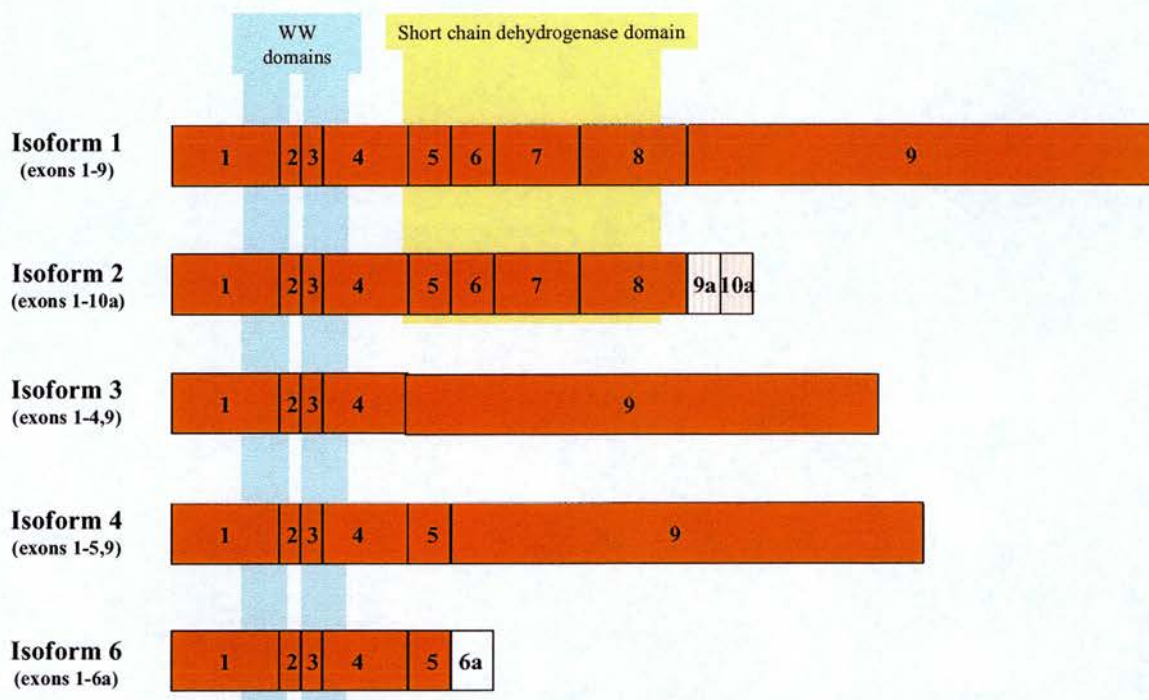 WW
domains
Short chain dehydrogenase domain
Isoform 1
(exons 1-9)
1 2 3 4 5 6 7 8 9
Isoform 2
(exons 1-10a)
1 2 3 4 5 6 7 8 9a 10a
Isoform 3
(exons 1-4,9)
1 2 3 4 9
Isoform 4
(exons 1-5,9)
1 2 3 4 5 9
Isoform 6
(exons 1-6a)
1 2 3 4 5 6a